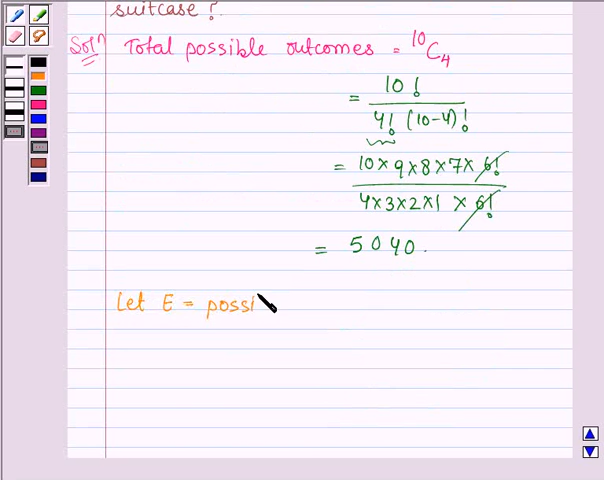 suitcase ?
Solⁿ Total possible outcomes = ¹⁰C₄
= 10 ! / 4! (10-4) !
= 10 × 9 × 8 × 7 × 6! / 4 × 3 × 2 × 1 × 6!
= 5040.
Let E = possi